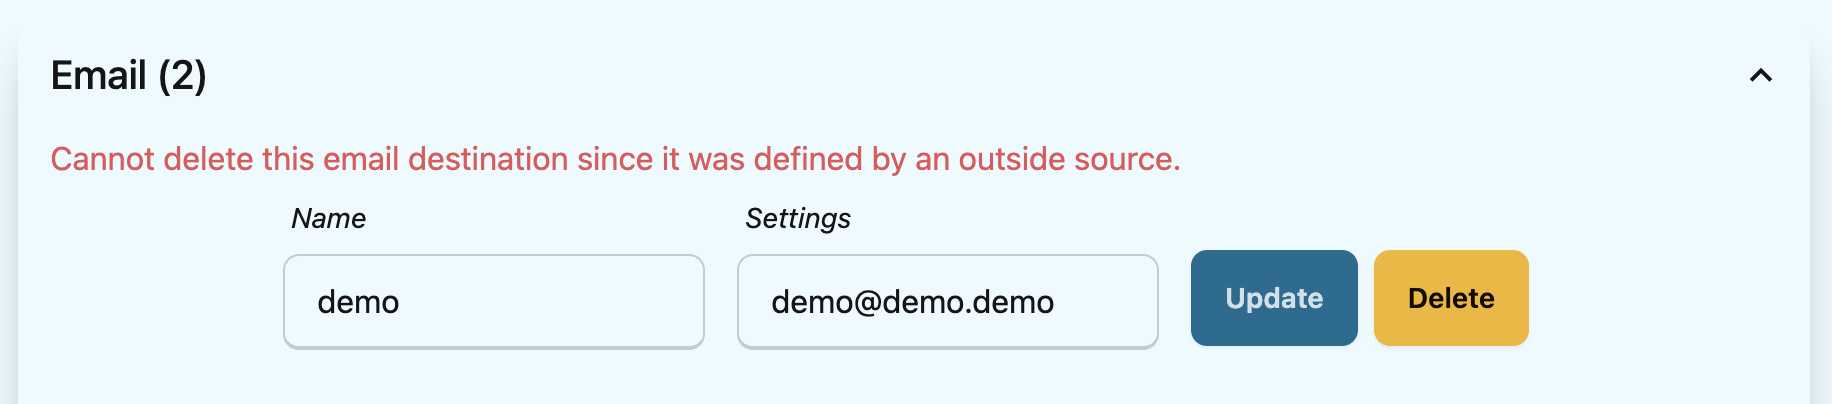 Email (2)
Cannot delete this email destination since it was defined by an outside source.
Name Settings
demo demo@demo.demo Update Delete